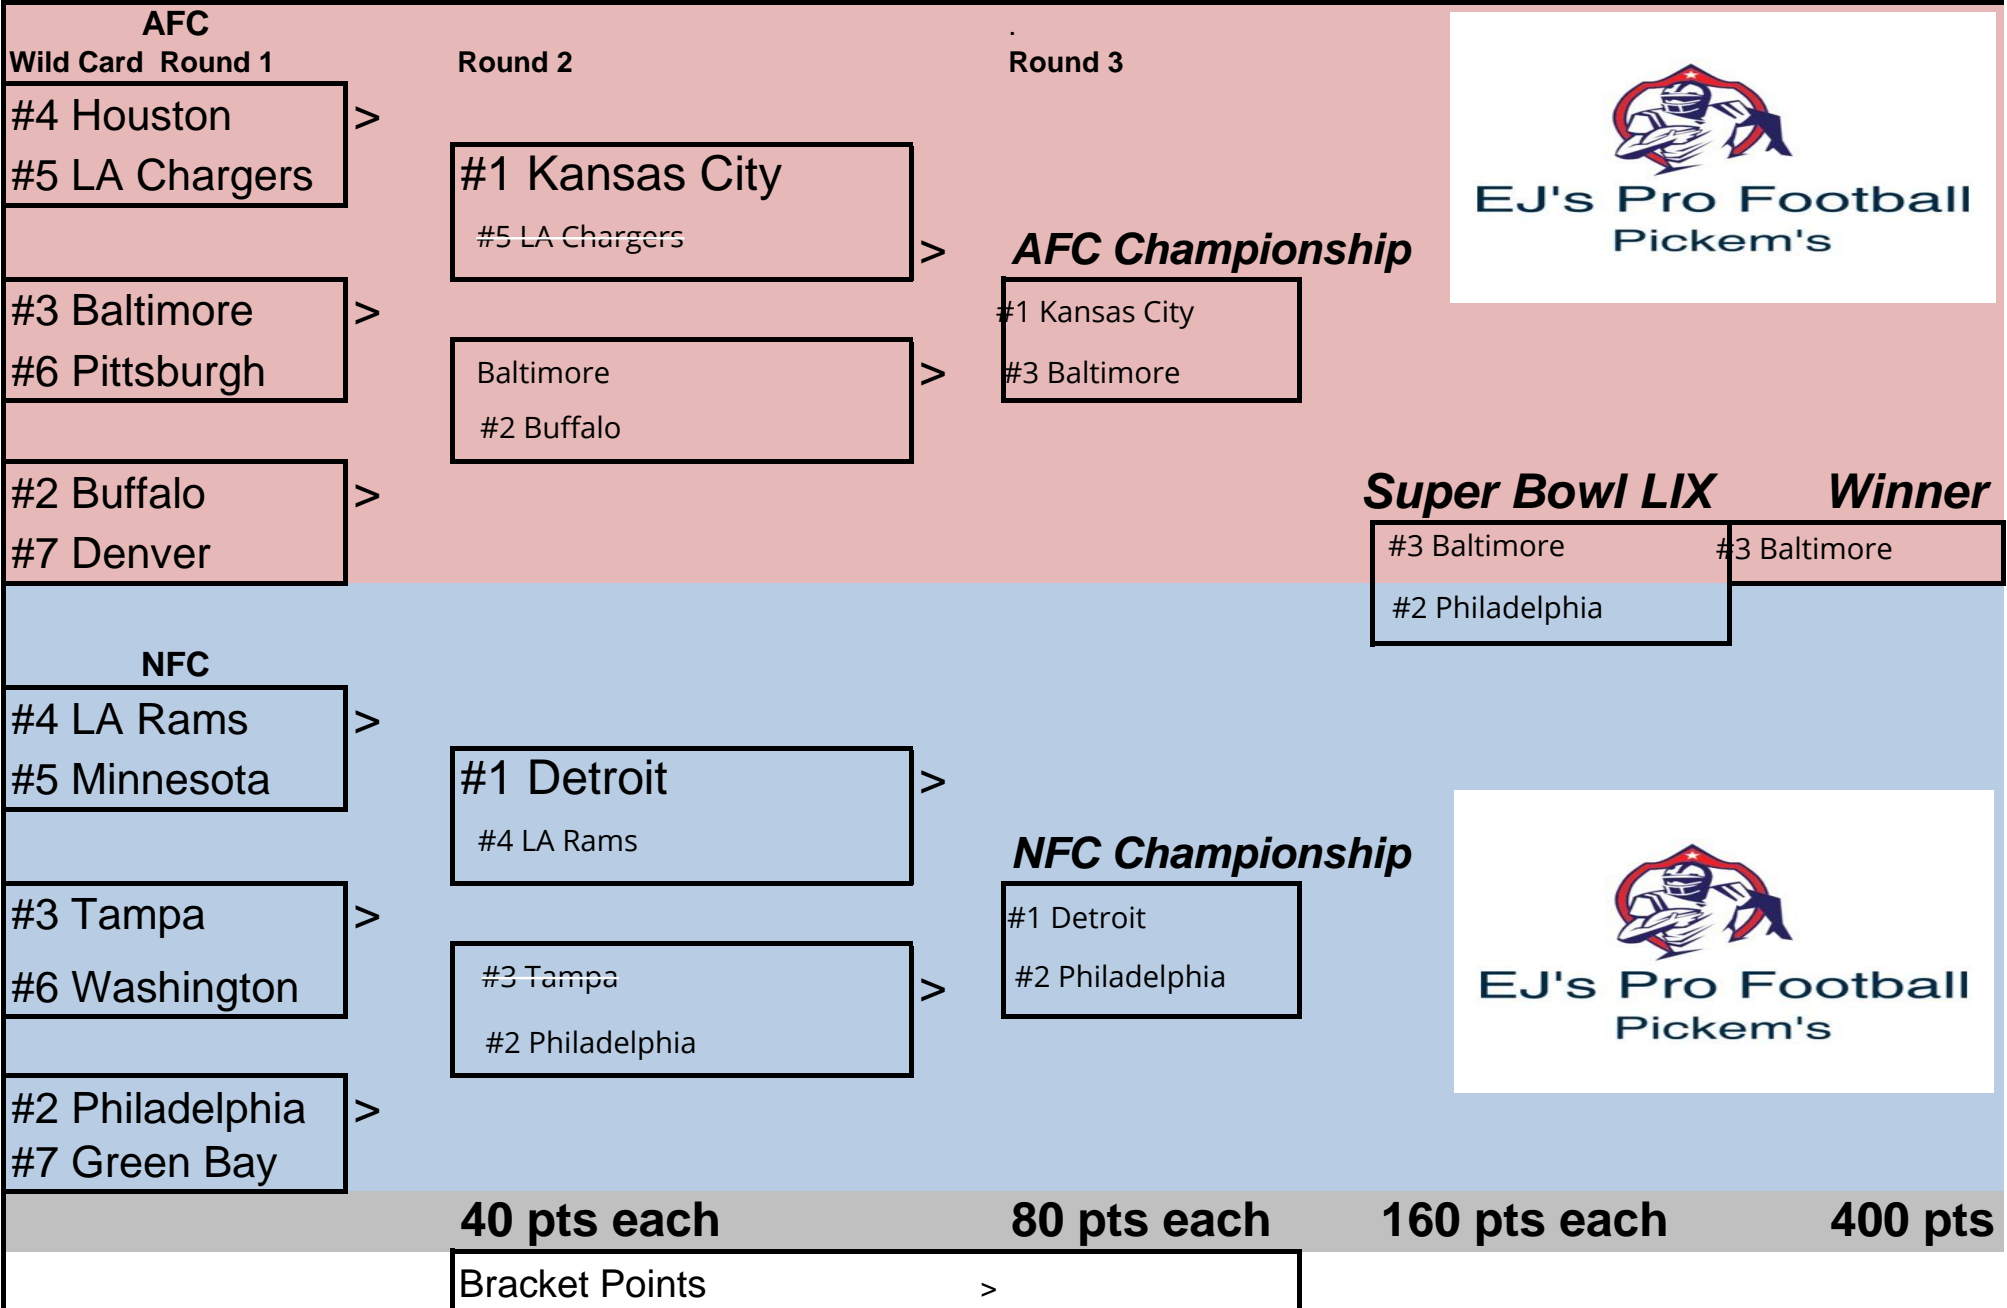 AFC
.
Wild Card  Round 1
Round 2
Round 3
#4 Houston
>
#5 LA Chargers
#1 Kansas City
#5 LA Chargers
>
AFC Championship
EJ's Pro Football
Pickem's
#3 Baltimore
>
#1 Kansas City
#6 Pittsburgh
Baltimore
>
#3 Baltimore
#2 Buffalo
#2 Buffalo
>
Super Bowl LIX
Winner
#7 Denver
#3 Baltimore
#3 Baltimore
#2 Philadelphia
NFC
#4 LA Rams
>
#5 Minnesota
#1 Detroit
>
#4 LA Rams
NFC Championship
#3 Tampa
>
#1 Detroit
#6 Washington
#3 Tampa
>
#2 Philadelphia
EJ's Pro Football
Pickem's
#2 Philadelphia
#2 Philadelphia
>
#7 Green Bay
40 pts each
80 pts each
160 pts each
400 pts
Bracket Points
>